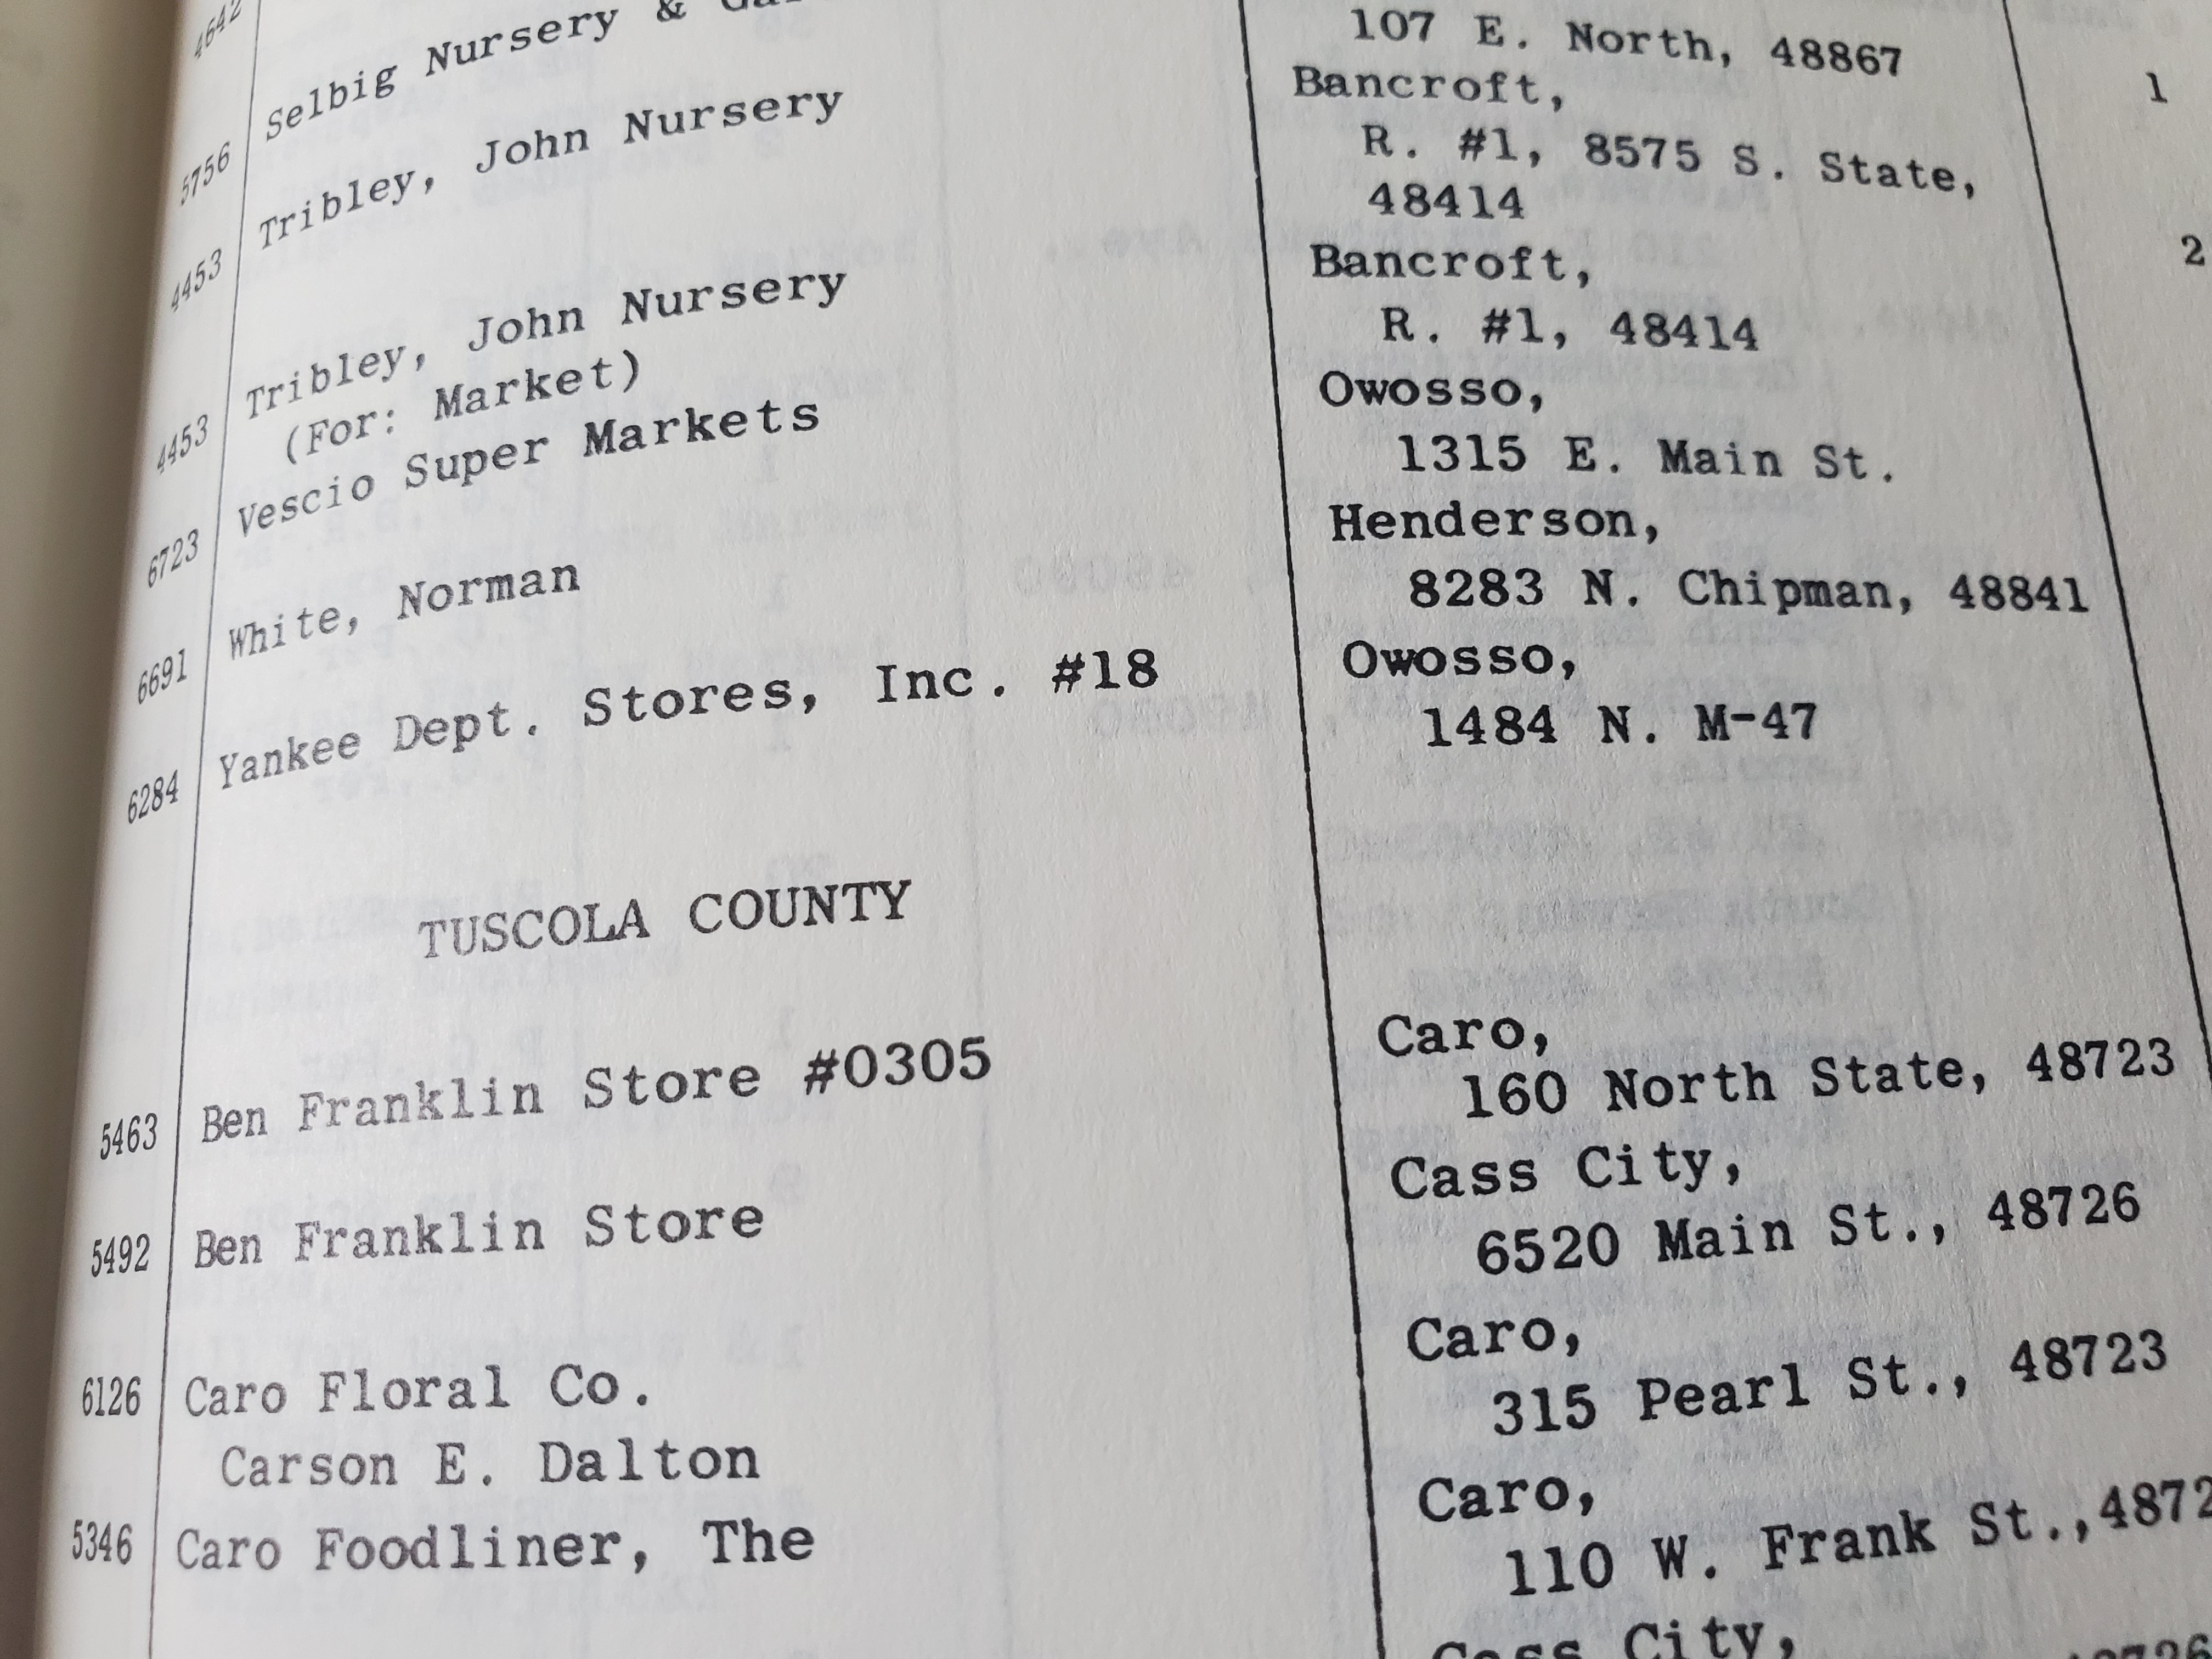 4642
Selbig Nursery &
107 E. North, 48867
5756 Tribley, John Nursery Bancroft, 1
R. #1, 8575 S. State,
48414
4453 Tribley, John Nursery Bancroft, 2
(For: Market) R. #1, 48414
4453
Vescio Super Markets Owosso,
1315 E. Main St.
6723 White, Norman Henderson,
8283 N. Chipman, 48841
6691 Yankee Dept. Stores, Inc. #18 Owosso,
1484 N. M-47
6284
TUSCOLA COUNTY
5463 Ben Franklin Store #0305 Caro,
160 North State, 48723
5492 Ben Franklin Store Cass City,
6520 Main St., 48726
6126 Caro Floral Co. Caro,
Carson E. Dalton 315 Pearl St., 48723
5346 Caro Foodliner, The Caro,
110 W. Frank St.,4872
Cass City,
48726